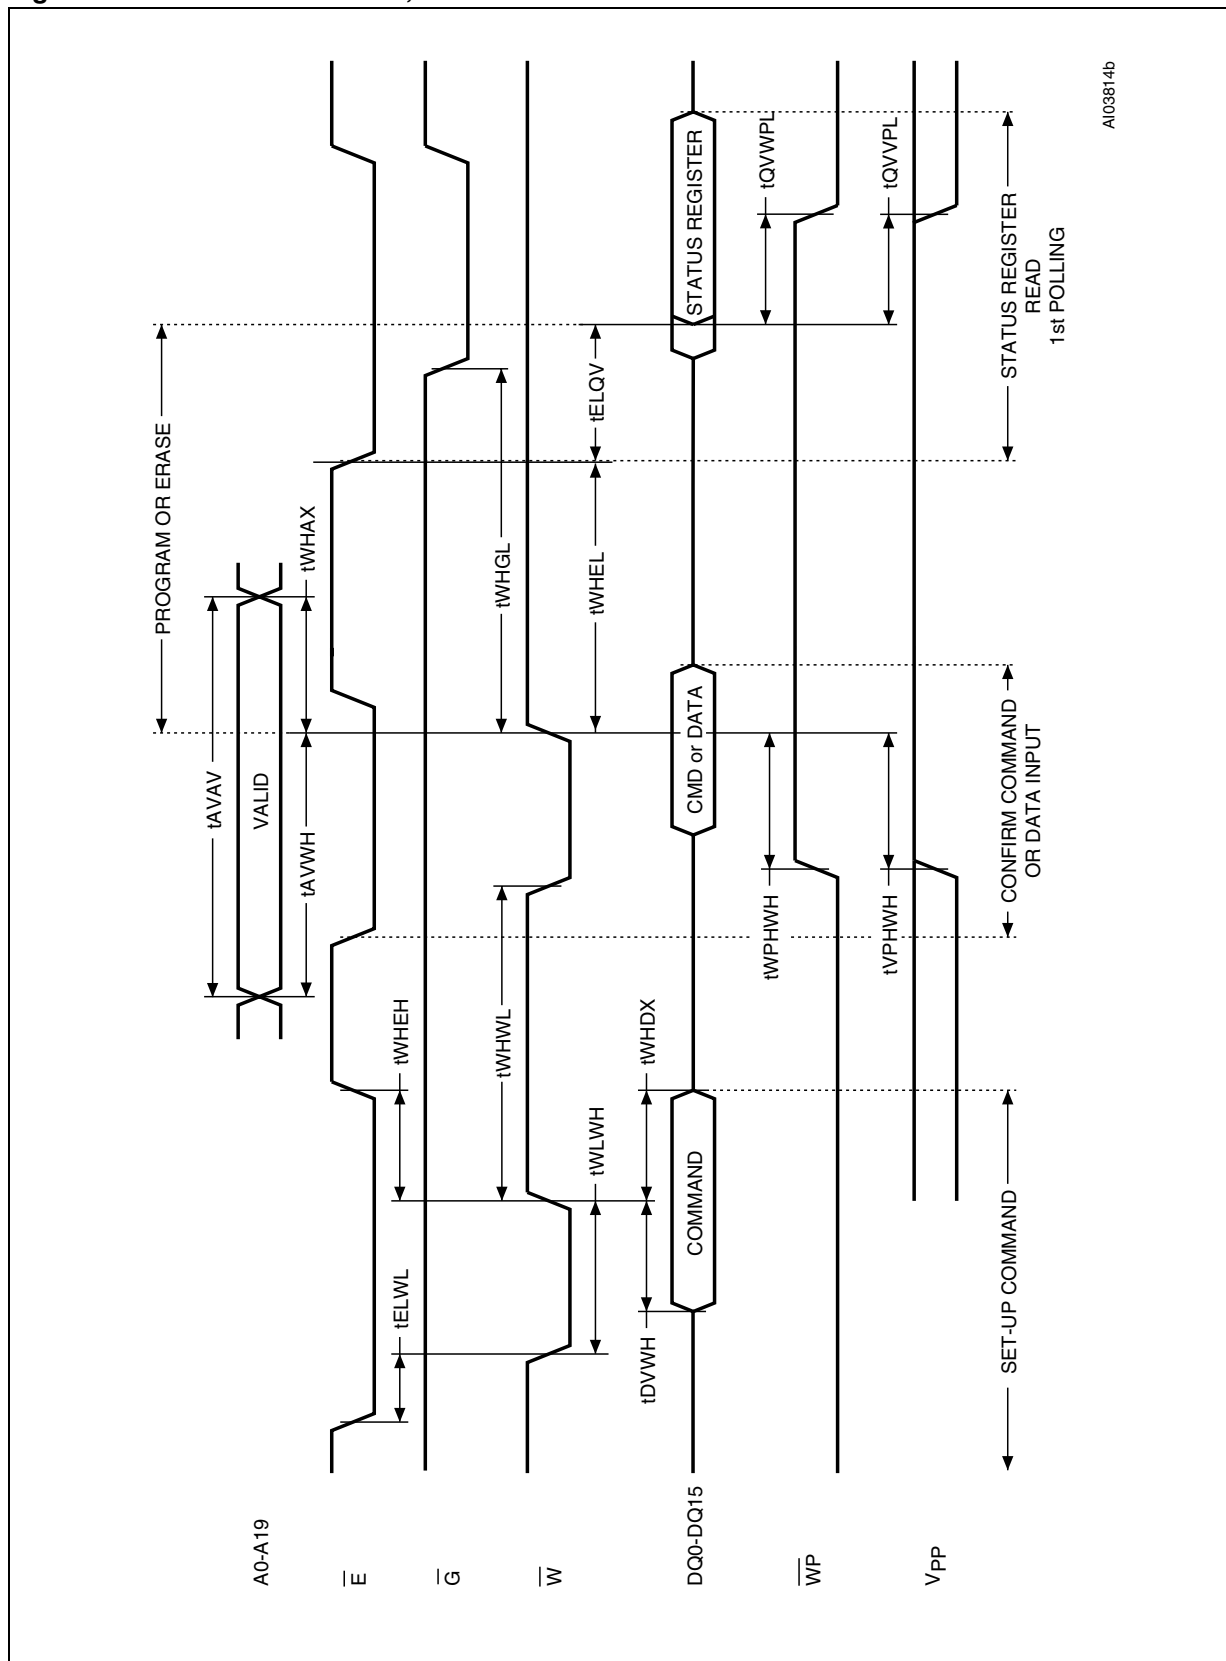 A0-A19
E
G
W
DQ0-DQ15
WP
VPP
PROGRAM OR ERASE
tAVAV
VALID
tAVWH
tWHAX
tELWL
tWHEH
tWHWL
tWHGL
tWLWH
tWHEL
tELQV
tDVWH
tWHDX
COMMAND
CMD or DATA
STATUS REGISTER
tWPHWH
tQVWPL
tVPHWH
tQVVPL
SET-UP COMMAND
CONFIRM COMMAND
OR DATA INPUT
STATUS REGISTER
READ
1st POLLING
AI03814b